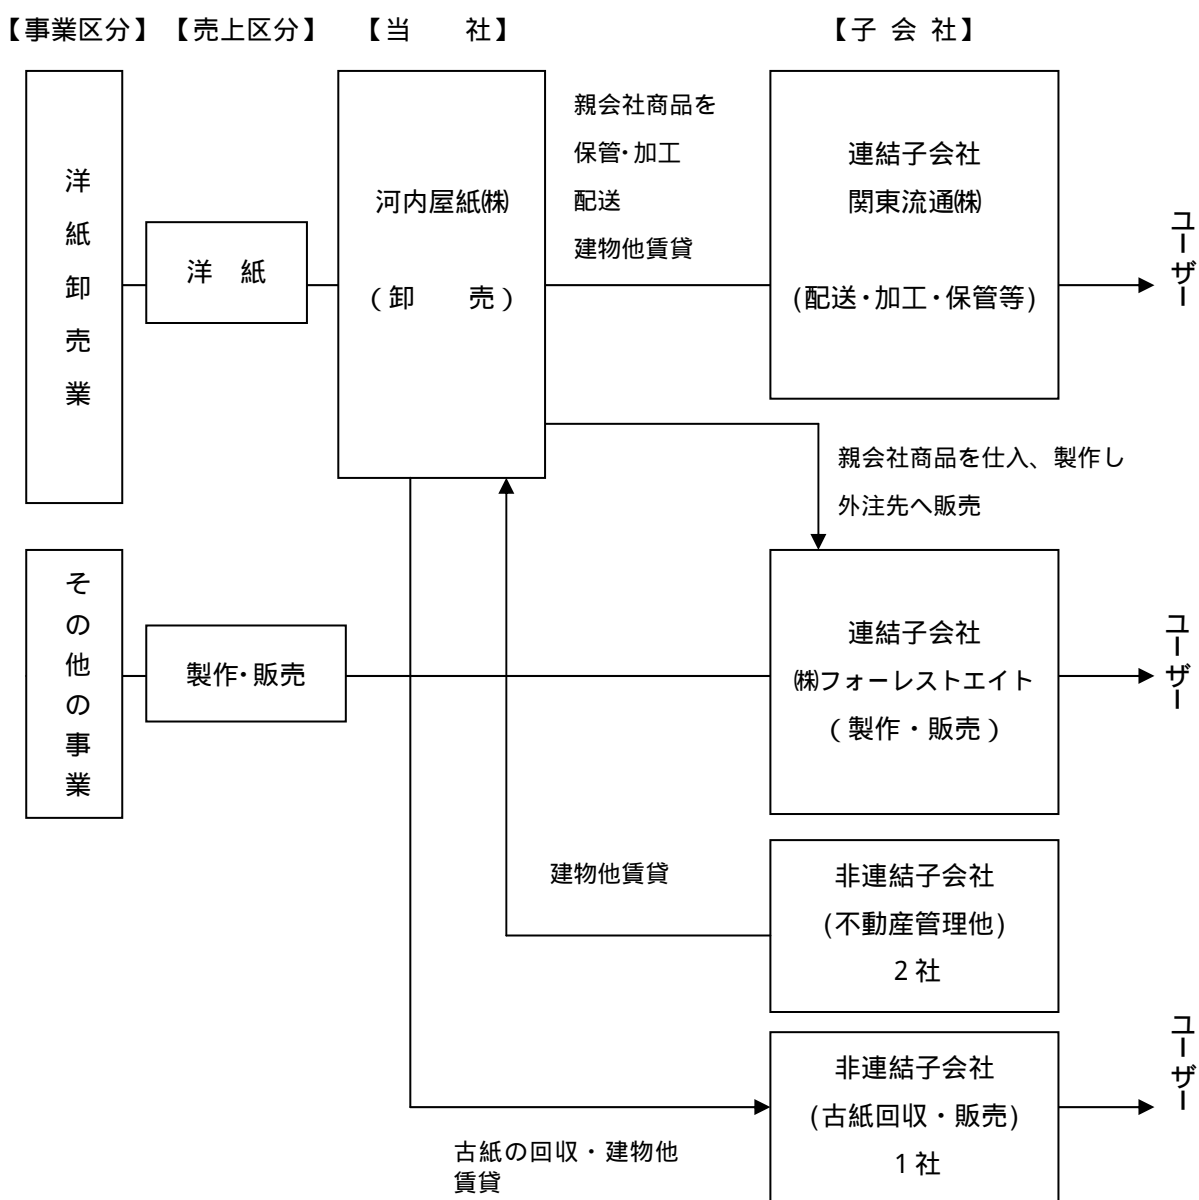 【事業区分】 【売上区分】 【当　　社】 【子 会 社】
洋紙卸売業
洋　紙
河内屋紙㈱
(卸　　売)
親会社商品を
保管・加工
配送
建物他賃貸
連結子会社
関東流通㈱
(配送・加工・保管等)
ユーザー
親会社商品を仕入、製作し
外注先へ販売
その他の事業
製作・販売
連結子会社
㈱フォーレストエイト
(製作・販売)
ユーザー
建物他賃貸
非連結子会社
(不動産管理他)
2社
古紙の回収・建物他
賃貸
非連結子会社
(古紙回収・販売)
1社
ユーザー